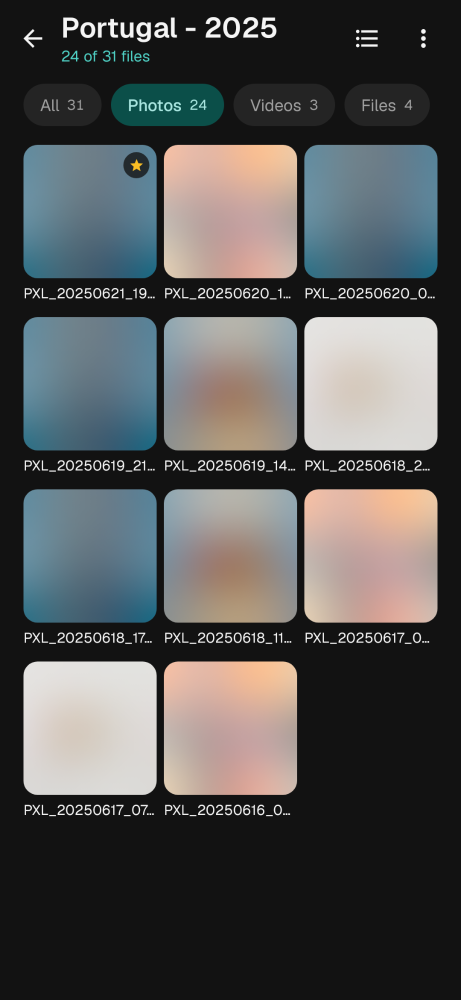 Portugal - 2025
24 of 31 files
All 31 Photos 24 Videos 3 Files 4
PXL_20250621_19... PXL_20250620_1... PXL_20250620_0...
PXL_20250619_21... PXL_20250619_14... PXL_20250618_2...
PXL_20250618_17... PXL_20250618_11... PXL_20250617_0...
PXL_20250617_07... PXL_20250616_0...